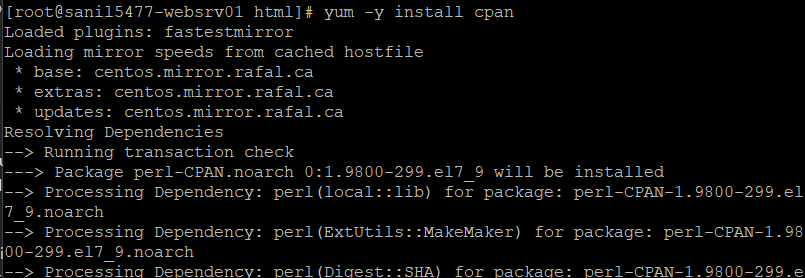 [root@sanil5477-websrv01 html]# yum -y install cpan
Loaded plugins: fastestmirror
Loading mirror speeds from cached hostfile
 * base: centos.mirror.rafal.ca
 * extras: centos.mirror.rafal.ca
 * updates: centos.mirror.rafal.ca
Resolving Dependencies
--> Running transaction check
---> Package perl-CPAN.noarch 0:1.9800-299.el7_9 will be installed
--> Processing Dependency: perl(local::lib) for package: perl-CPAN-1.9800-299.el
7_9.noarch
--> Processing Dependency: perl(ExtUtils::MakeMaker) for package: perl-CPAN-1.98
00-299.el7_9.noarch
--> Processing Dependency: perl(Digest::SHA) for package: perl-CPAN-1.9800-299.e